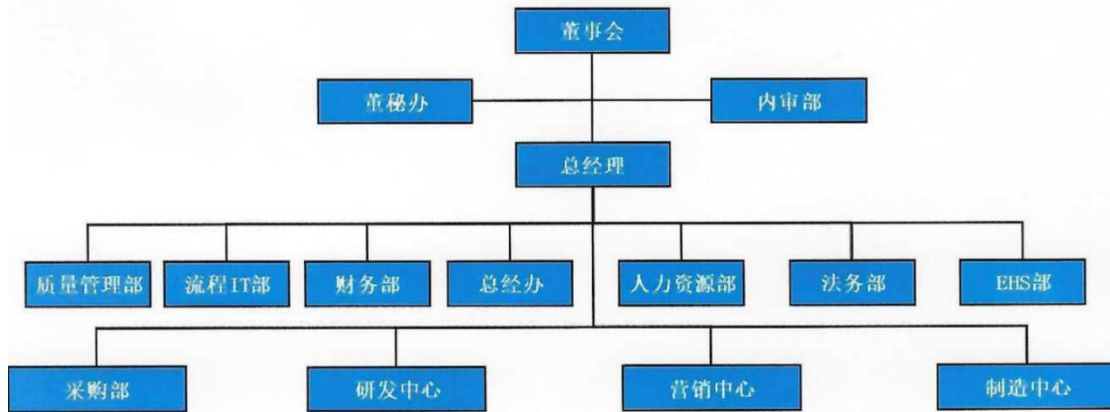 董事会
董秘办 内审部
总经理
质量管理部 流程IT部 财务部 总经办 人力资源部 法务部 EHS部
采购部 研发中心 营销中心 制造中心